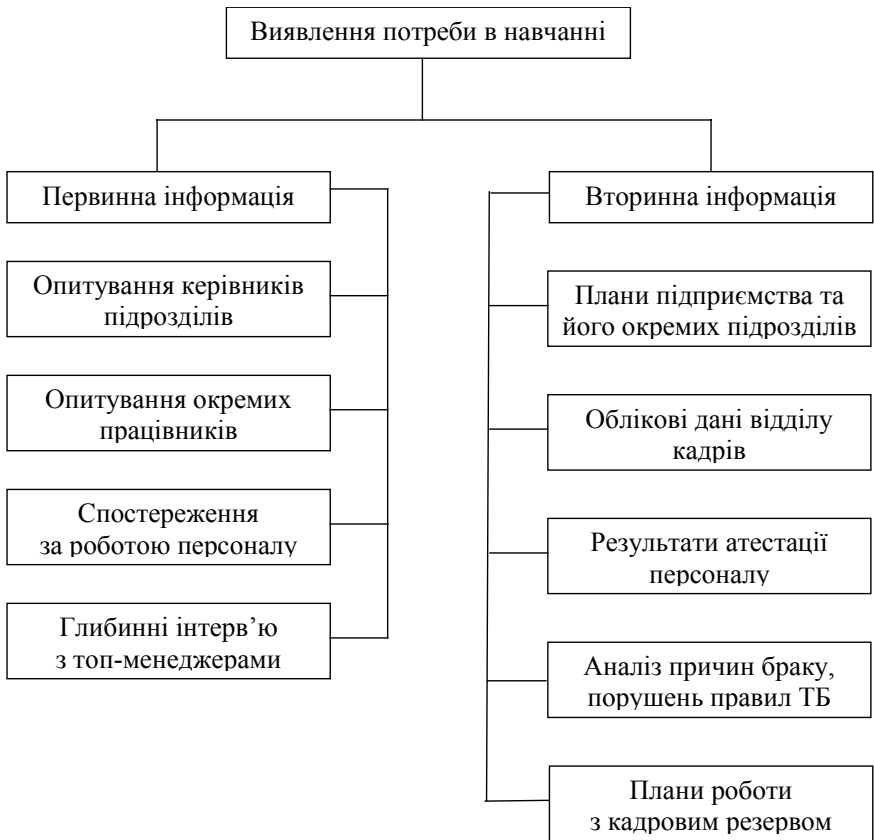 Виявлення потреби в навчанні
Первинна інформація
Опитування керівників
підрозділів
Опитування окремих
працівників
Спостереження
за роботою персоналу
Глибинні інтерв’ю
з топ-менеджерами
Вторинна інформація
Плани підприємства та
його окремих підрозділів
Облікові дані відділу
кадрів
Результати атестації
персоналу
Аналіз причин браку,
порушень правил ТБ
Плани роботи
з кадровим резервом